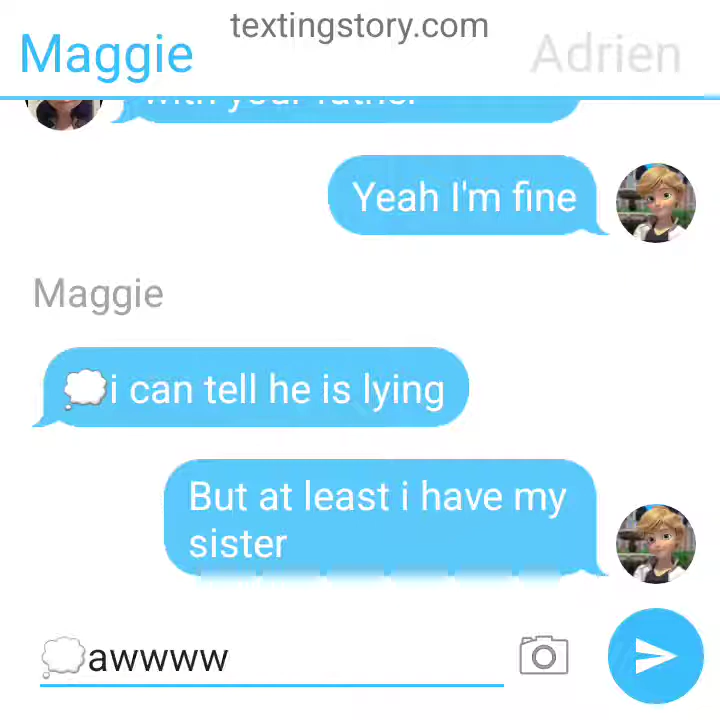 textingstory.com
Maggie
Adrien
with your father
Yeah I'm fine
Maggie
💭i can tell he is lying
But at least i have my
sister
💭awwww